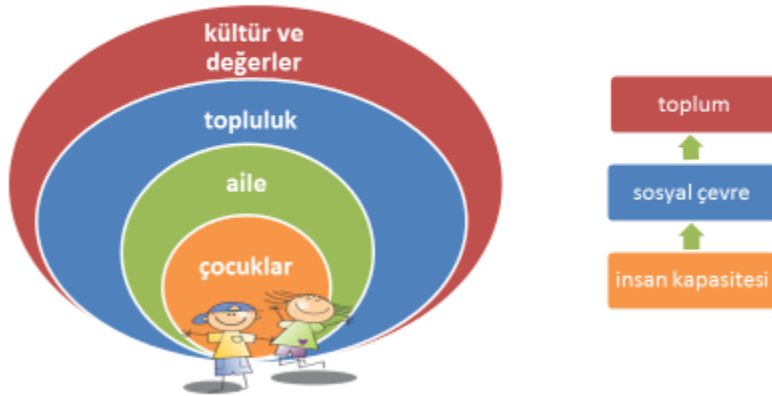 kültür ve
değerler
topluluk
aile
çocuklar
toplum
sosyal çevre
insan kapasitesi